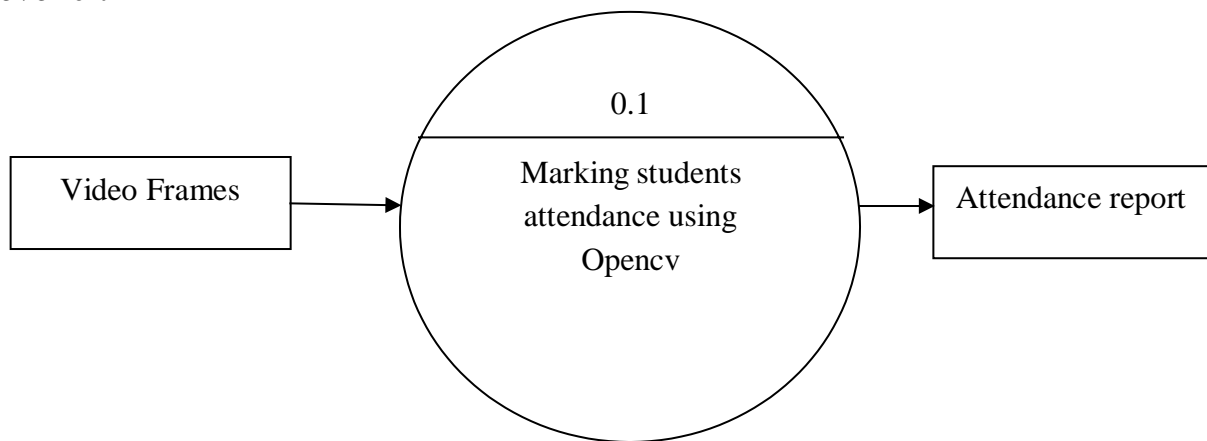 0.1
Video Frames
Marking students
attendance using
Opencv
Attendance report